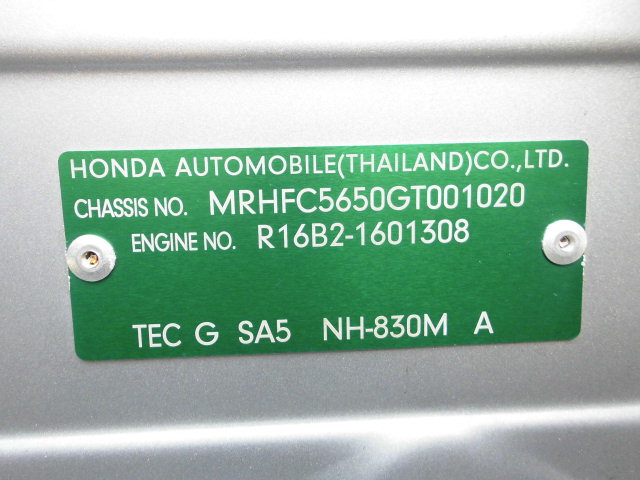 HONDA AUTOMOBILE(THAILAND)CO.,LTD.
CHASSIS NO. MRHFC5650GT001020
ENGINE NO. R16B2-1601308
TEC G SA5 NH-830M A